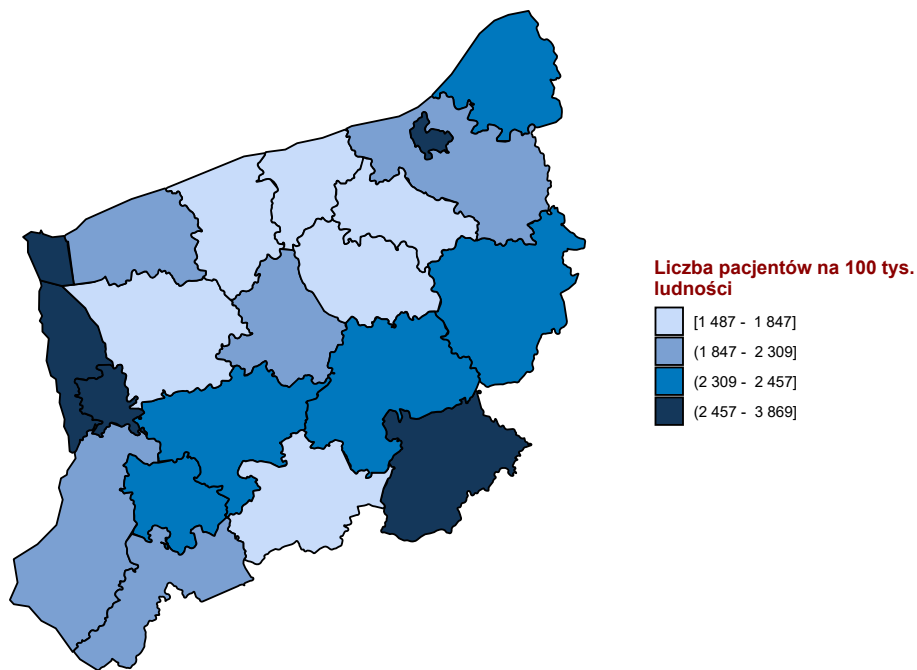 Liczba pacjentów na 100 tys.
ludności
[1 487 - 1 847]
(1 847 - 2 309]
(2 309 - 2 457]
(2 457 - 3 869]